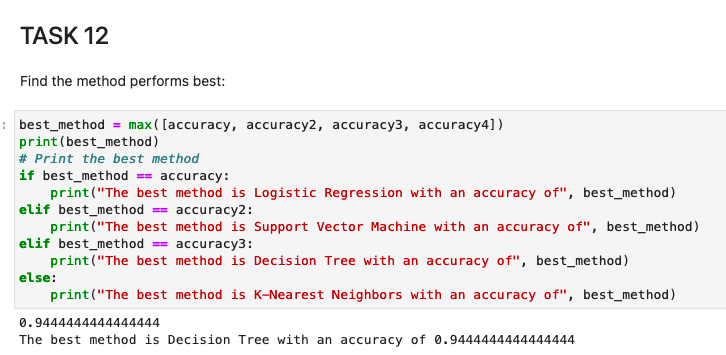 TASK 12
Find the method performs best:
:
best_method = max([accuracy, accuracy2, accuracy3, accuracy4])
print(best_method)
# Print the best method
if best_method == accuracy:
    print("The best method is Logistic Regression with an accuracy of", best_method)
elif best_method == accuracy2:
    print("The best method is Support Vector Machine with an accuracy of", best_method)
elif best_method == accuracy3:
    print("The best method is Decision Tree with an accuracy of", best_method)
else:
    print("The best method is K-Nearest Neighbors with an accuracy of", best_method)
0.9444444444444444
The best method is Decision Tree with an accuracy of 0.9444444444444444